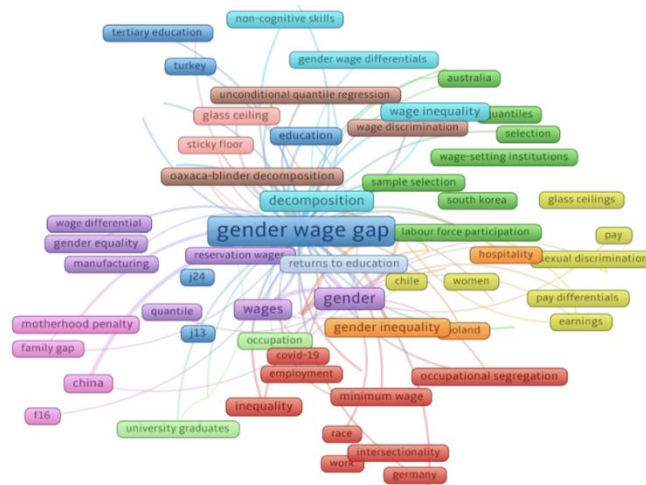 non-cognitive skills
tertiary education
gender wage differentials
turkey
australia
unconditional quantile regression
wage inequality
quantiles
glass ceiling
wage discrimination
selection
education
sticky floor
wage-setting institutions
oaxaca-blinder decomposition
sample selection
decomposition
south korea
glass ceilings
wage differential
gender wage gap
labour force participation
pay
gender equality
reservation wages
hospitality
sexual discrimination
manufacturing
returns to education
j24
chile
women
gender
pay differentials
quantile
wages
earnings
motherhood penalty
j13
gender inequality
poland
family gap
occupation
covid-19
china
employment
occupational segregation
minimum wage
f16
inequality
university graduates
race
intersectionality
work
germany